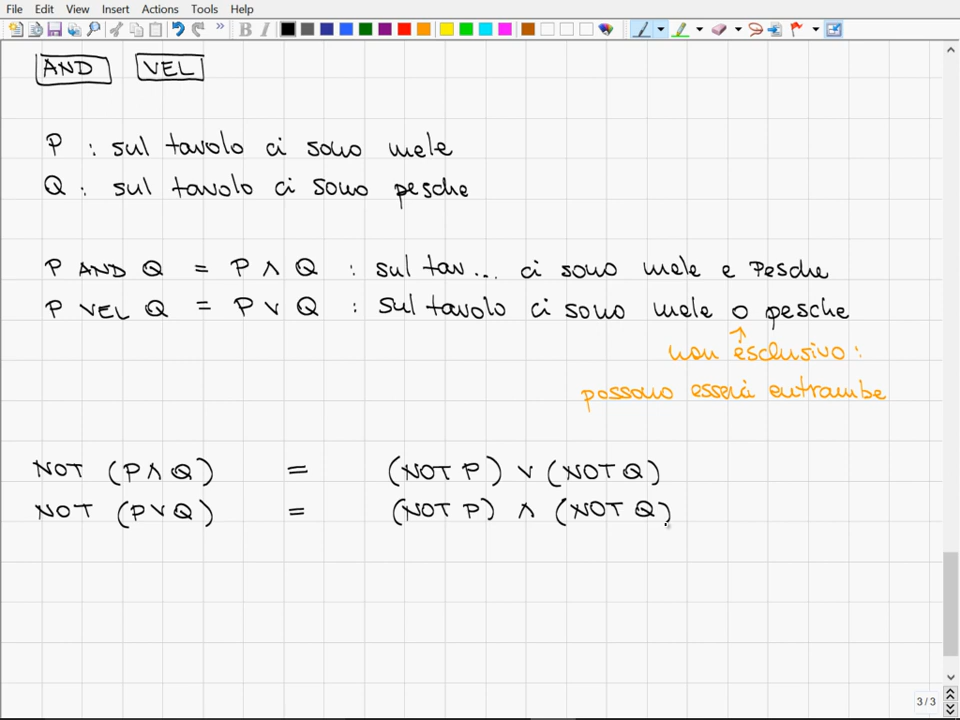 File Edit View Insert Actions Tools Help
AND VEL
P : sul tavolo ci sono mele
Q : sul tavolo ci sono pesche
P AND Q = P ∧ Q : sul tav... ci sono mele e Pesche
P VEL Q = P ∨ Q : sul tavolo ci sono mele o pesche
non esclusivo :
possono esserci entrambe
NOT (P ∧ Q) = (NOT P) ∨ (NOT Q)
NOT (P ∨ Q) = (NOT P) ∧ (NOT Q)
3 / 3